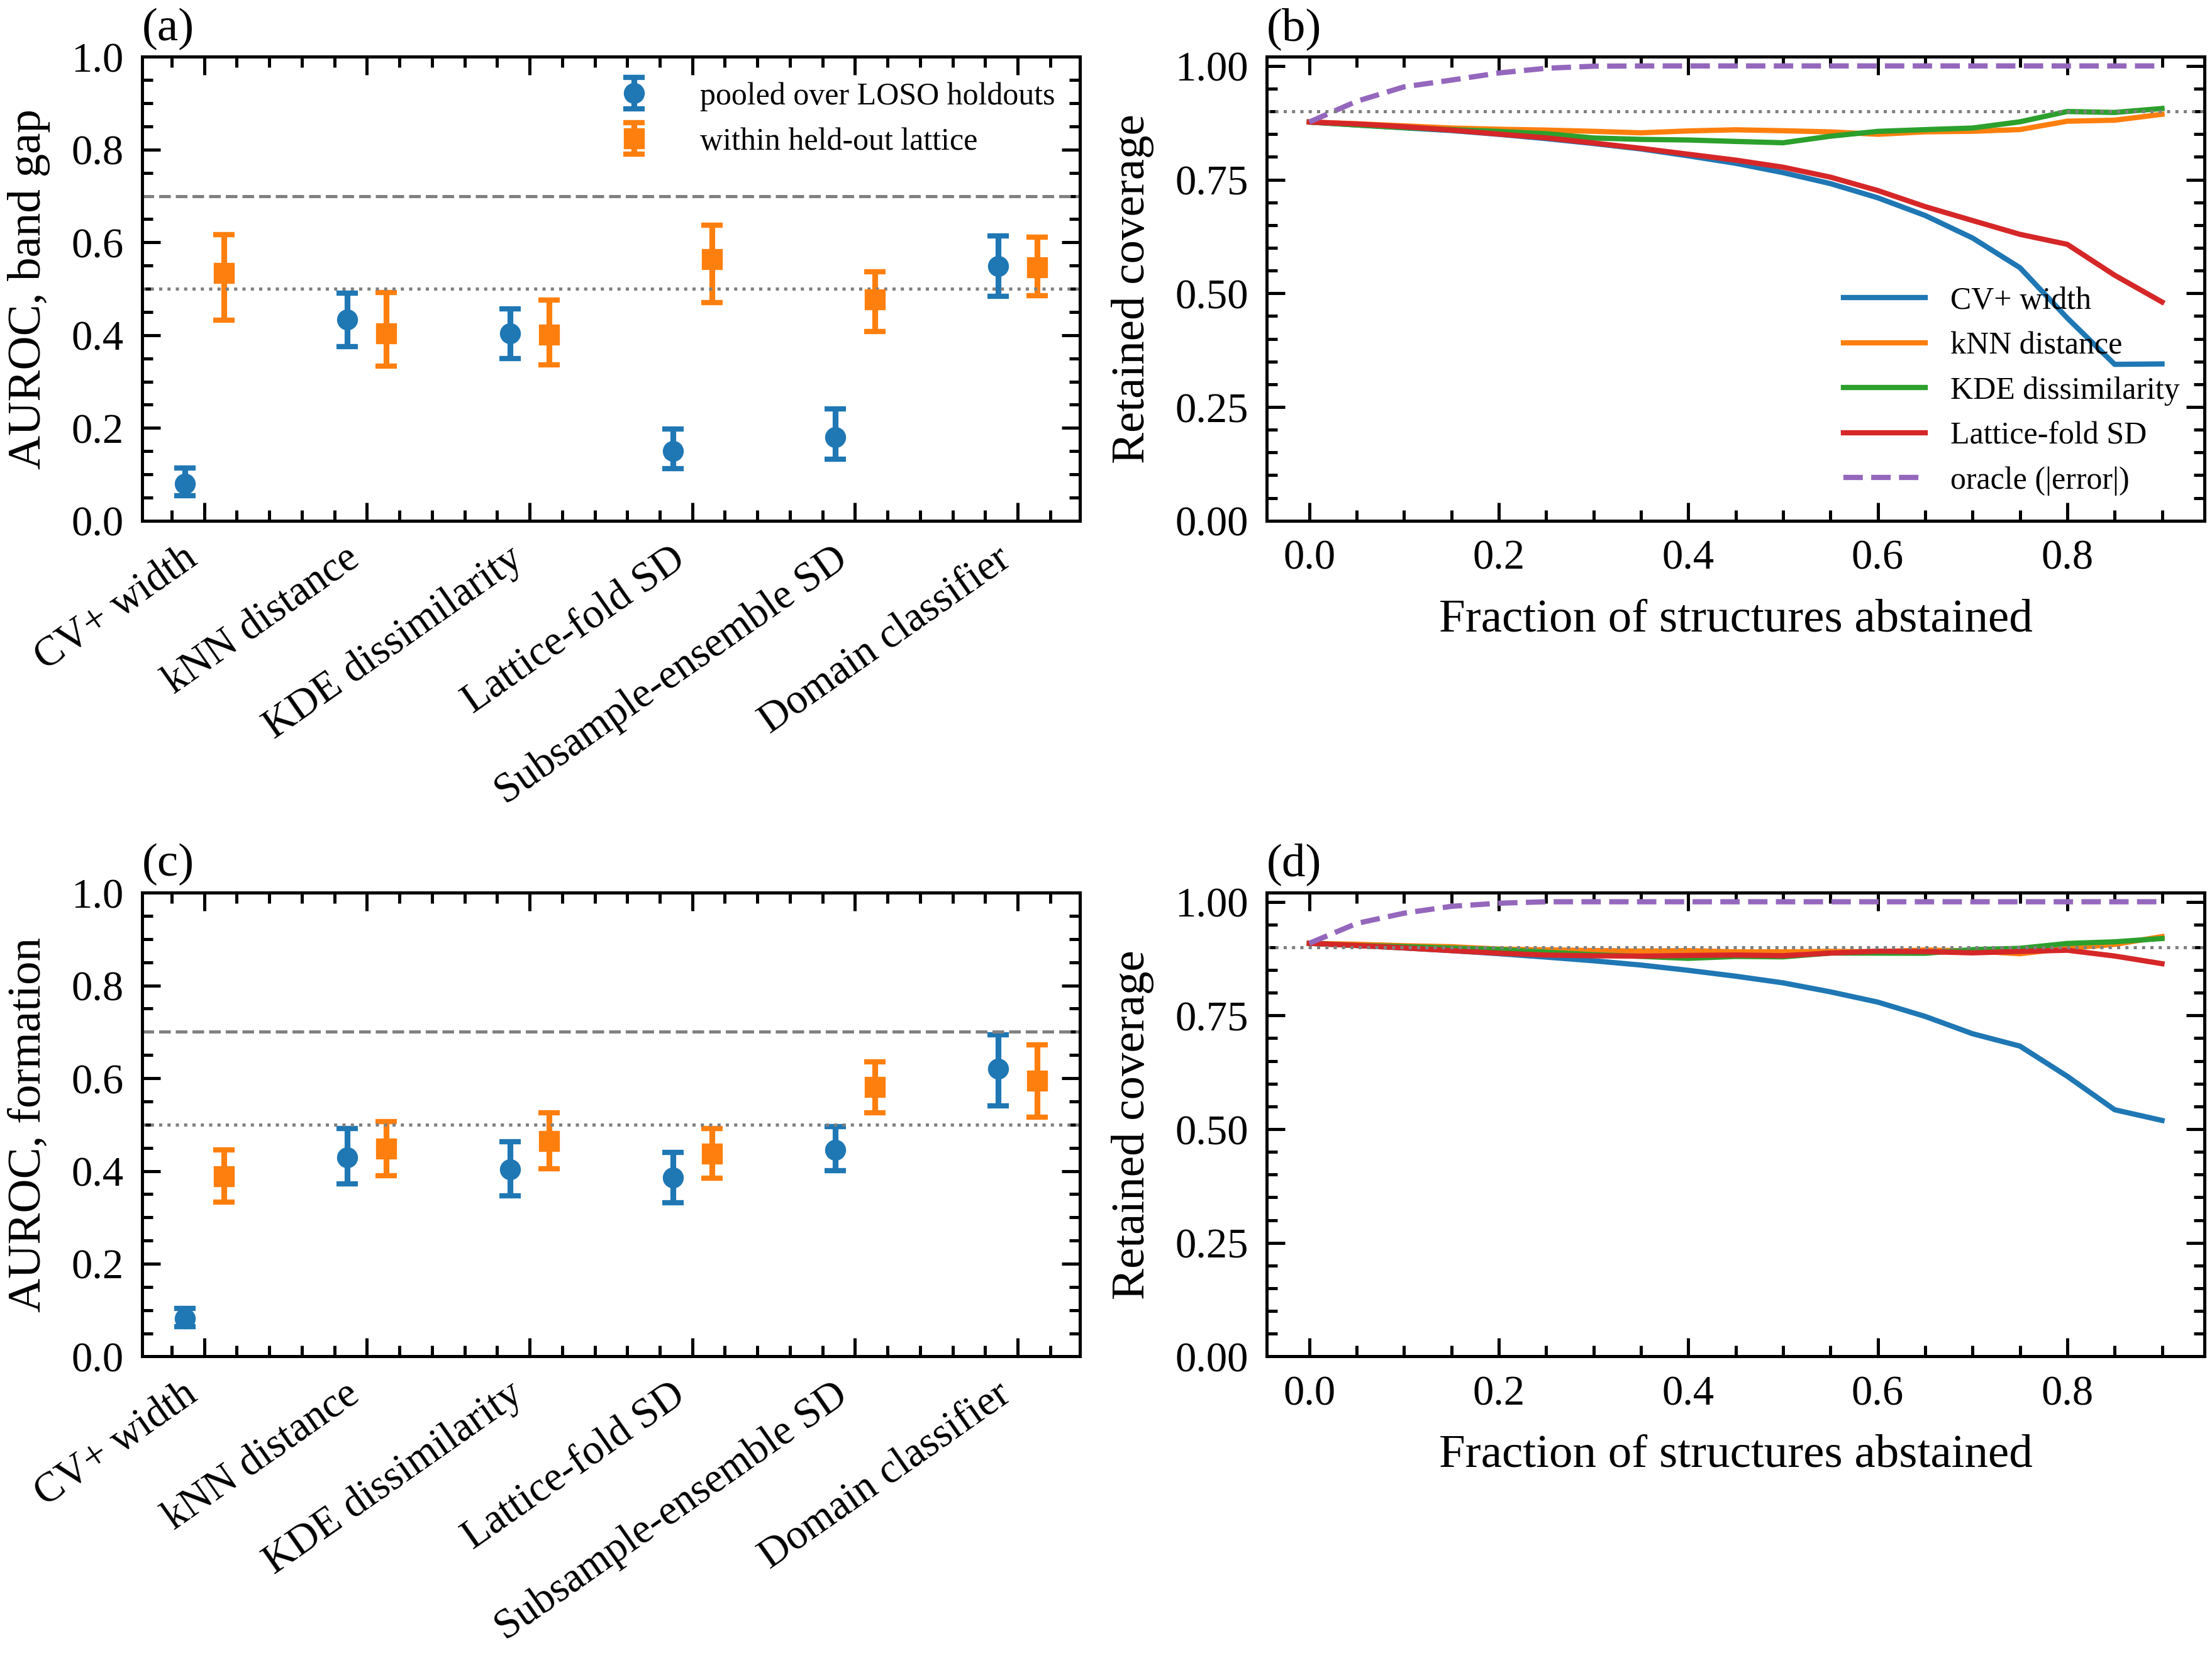 (a)
AUROC, band gap
1.0
0.8
0.6
0.4
0.2
0.0
pooled over LOSO holdouts
within held-out lattice
CV+ width
kNN distance
KDE dissimilarity
Lattice-fold SD
Subsample-ensemble SD
Domain classifier
(b)
Retained coverage
1.00
0.75
0.50
0.25
0.00
CV+ width
kNN distance
KDE dissimilarity
Lattice-fold SD
oracle (|error|)
0.0 0.2 0.4 0.6 0.8
Fraction of structures abstained
(c)
AUROC, formation
1.0
0.8
0.6
0.4
0.2
0.0
CV+ width
kNN distance
KDE dissimilarity
Lattice-fold SD
Subsample-ensemble SD
Domain classifier
(d)
Retained coverage
1.00
0.75
0.50
0.25
0.00
0.0 0.2 0.4 0.6 0.8
Fraction of structures abstained